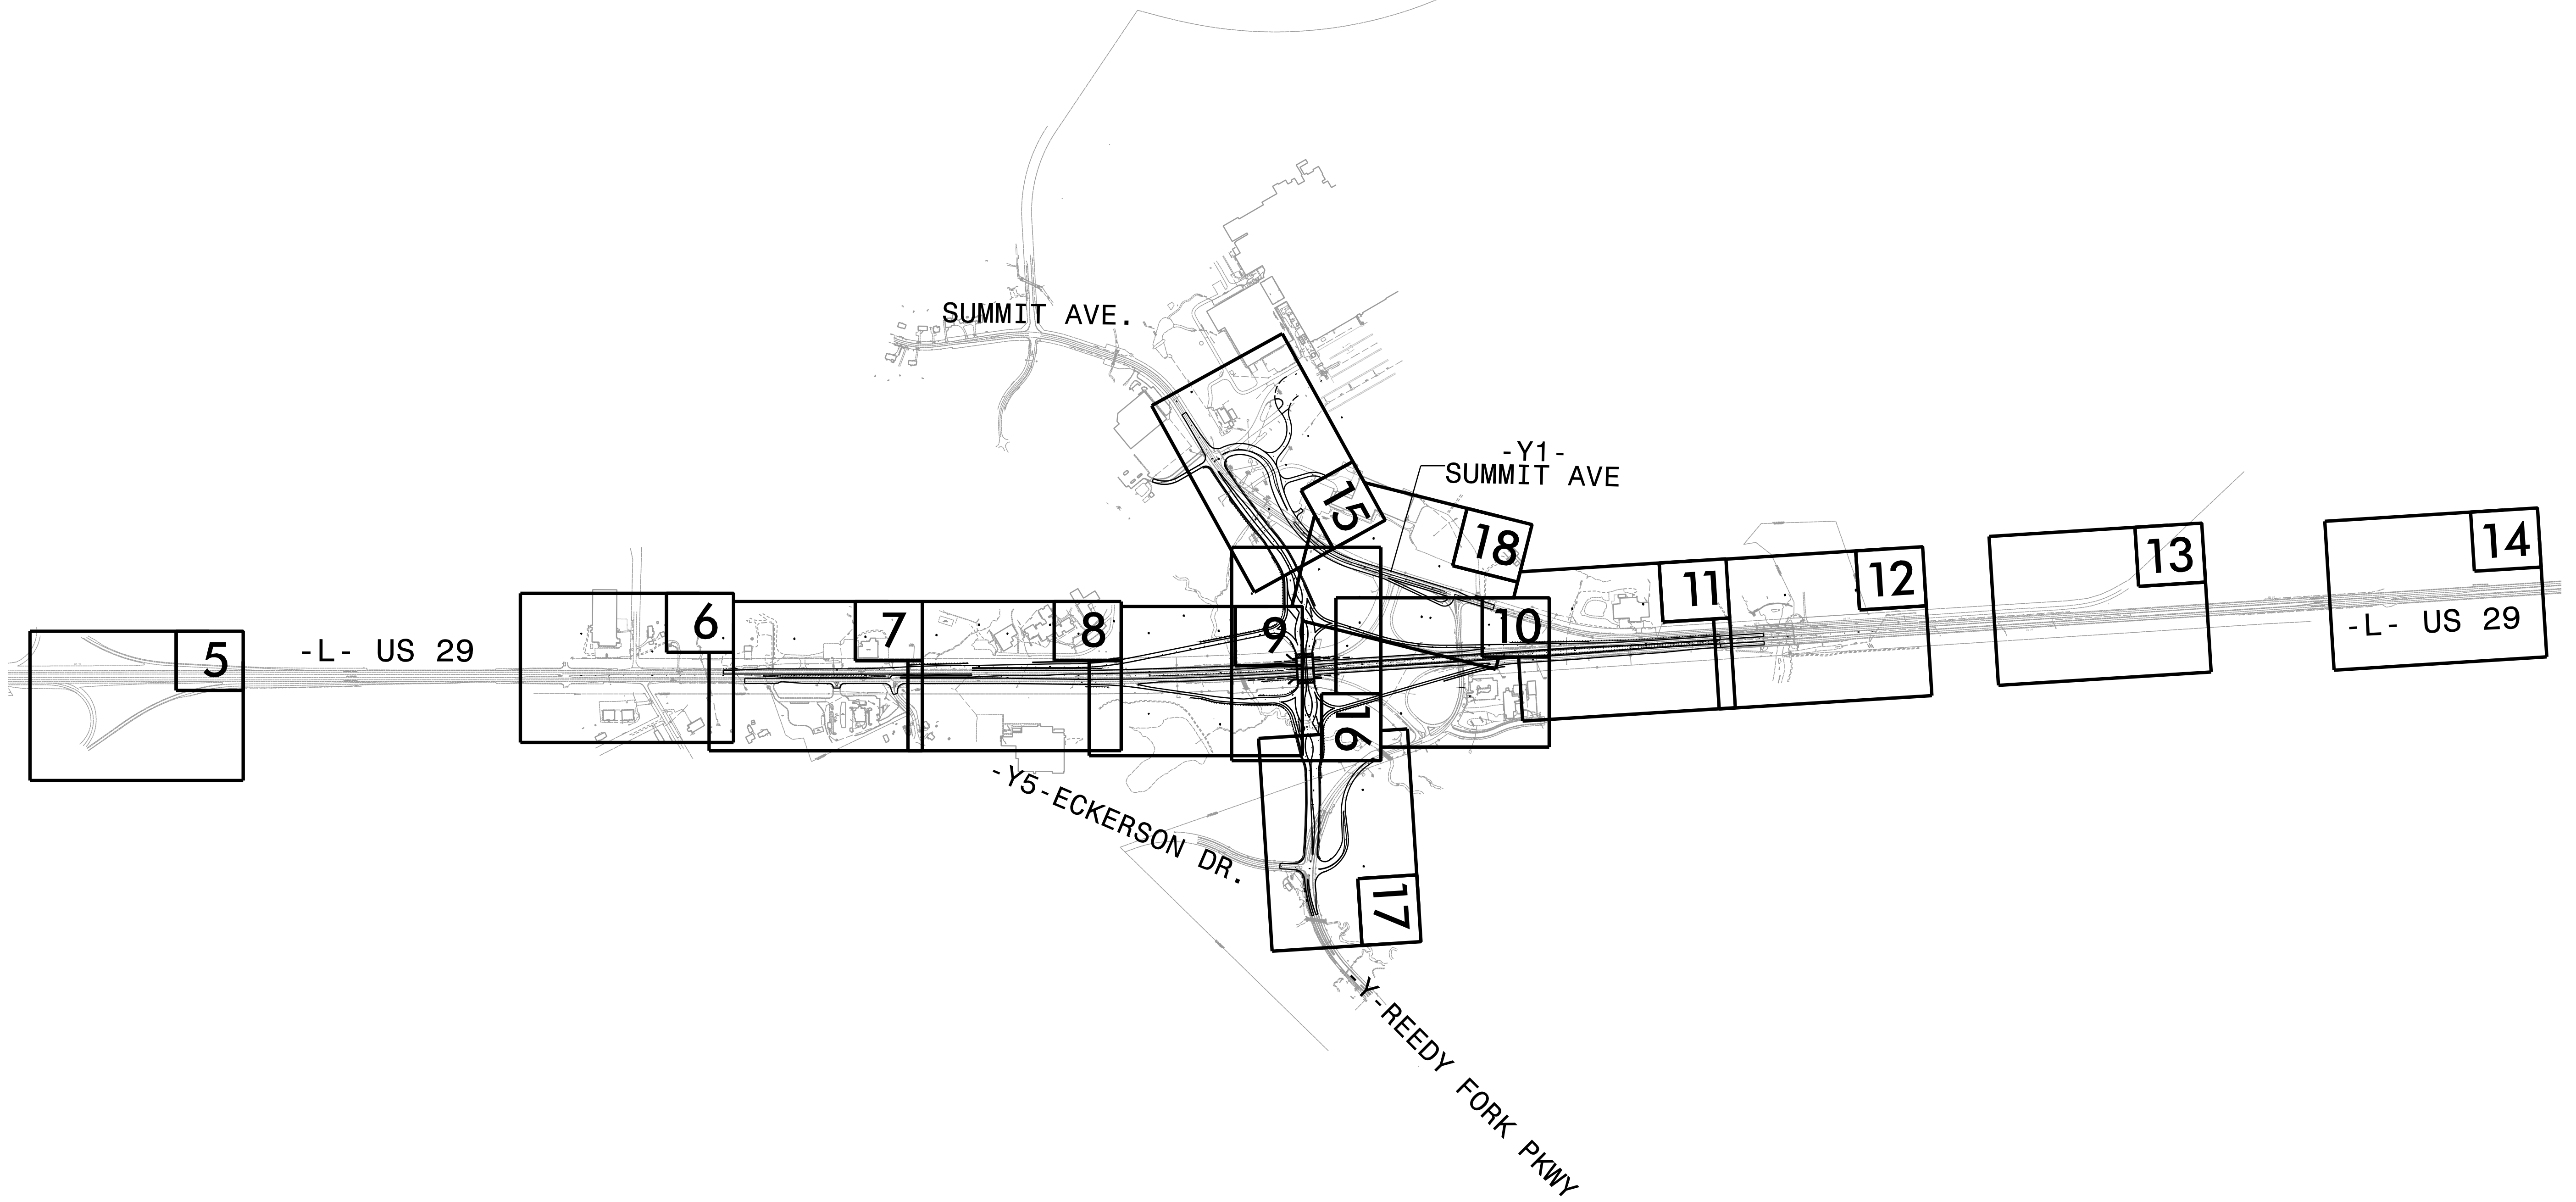 SUMMIT AVE.
-Y1-
SUMMIT AVE
15
18
14
13
12
11
10
9
8
7
6
5
-L- US 29
-L- US 29
16
-Y5-ECKERSON DR.
17
-Y-REEDY FORK PKWY